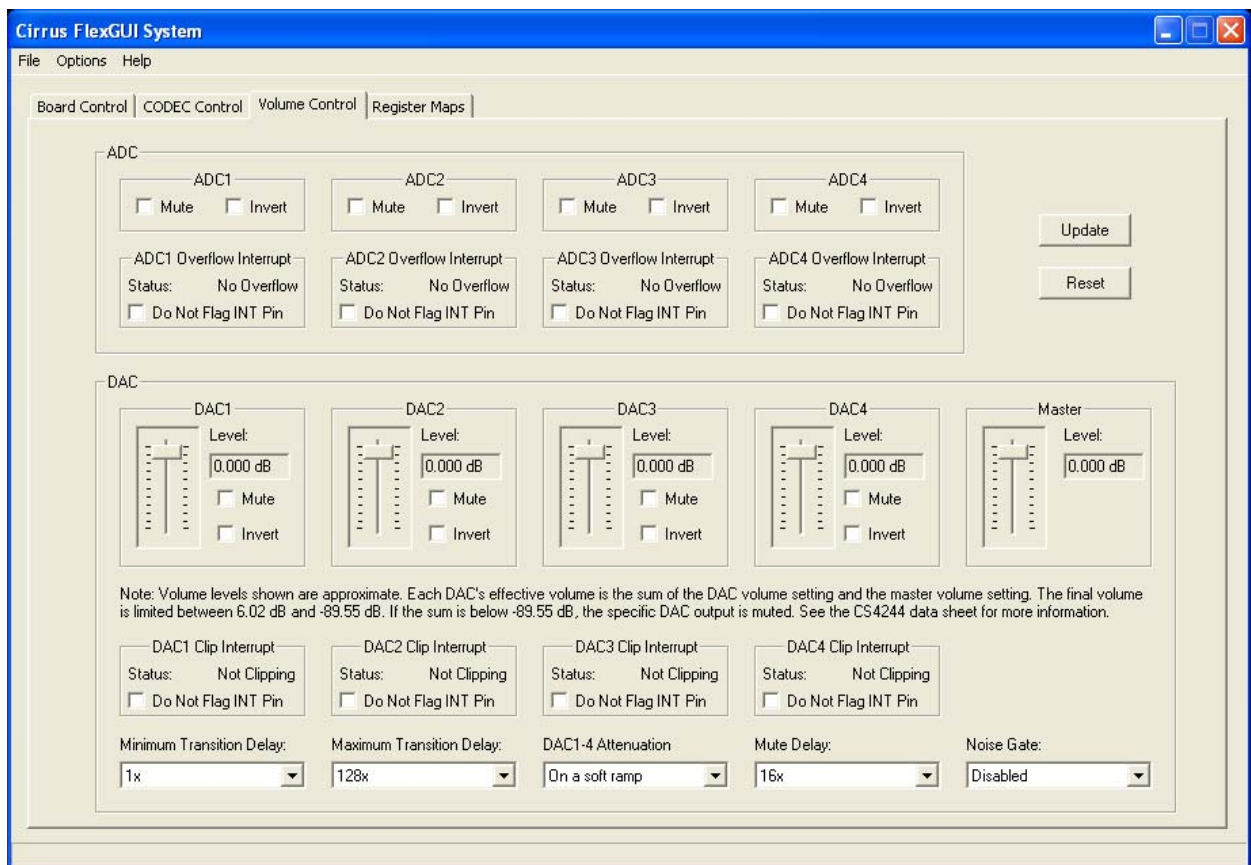 Cirrus FlexGUI System
File Options Help
Board Control CODEC Control Volume Control Register Maps
ADC
ADC1 ADC2 ADC3 ADC4
Mute Invert Mute Invert Mute Invert Mute Invert
Update
ADC1 Overflow Interrupt ADC2 Overflow Interrupt ADC3 Overflow Interrupt ADC4 Overflow Interrupt
Status: No Overflow Status: No Overflow Status: No Overflow Status: No Overflow
Reset
Do Not Flag INT Pin Do Not Flag INT Pin Do Not Flag INT Pin Do Not Flag INT Pin
DAC
DAC1 DAC2 DAC3 DAC4 Master
Level: Level: Level: Level: Level:
0.000 dB 0.000 dB 0.000 dB 0.000 dB 0.000 dB
Mute Mute Mute Mute
Invert Invert Invert Invert
Note: Volume levels shown are approximate. Each DAC's effective volume is the sum of the DAC volume setting and the master volume setting. The final volume
is limited between 6.02 dB and -89.55 dB. If the sum is below -89.55 dB, the specific DAC output is muted. See the CS4244 data sheet for more information.
DAC1 Clip Interrupt DAC2 Clip Interrupt DAC3 Clip Interrupt DAC4 Clip Interrupt
Status: Not Clipping Status: Not Clipping Status: Not Clipping Status: Not Clipping
Do Not Flag INT Pin Do Not Flag INT Pin Do Not Flag INT Pin Do Not Flag INT Pin
Minimum Transition Delay: Maximum Transition Delay: DAC1-4 Attenuation Mute Delay: Noise Gate:
1x 128x On a soft ramp 16x Disabled